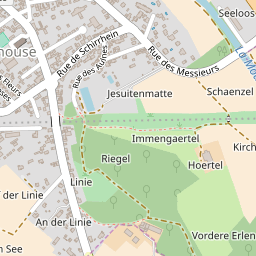 Seeloos
house
Rue de Schirrhein
Rue des Aulnes
Rue des Messieurs
Jesuitenmatte
Schaenzel
Immengaertel
Riegel
Hoertel
Kirch
Linie
f der Linie
An der Linie
n See
Vordere Erlen